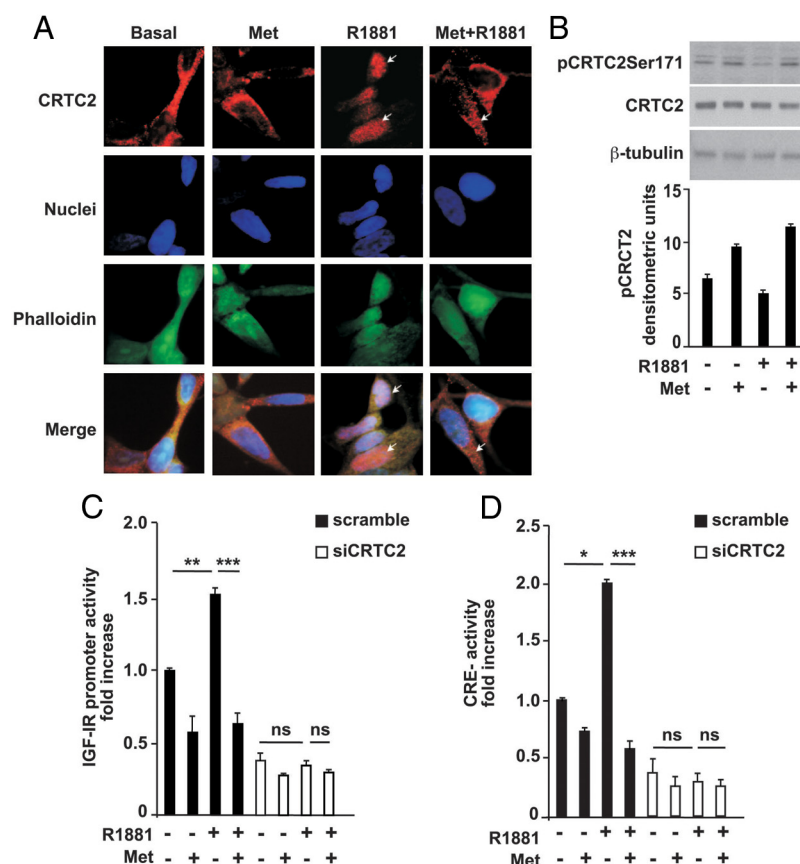 A
Basal Met R1881 Met+R1881
CRTC2
Nuclei
Phalloidin
Merge
B
pCRTC2Ser171
CRTC2
β-tubulin
pCRCT2
densitometric units
15
10
5
0
R1881 - - + +
Met - + - +
C
scramble
siCRTC2
IGF-IR promoter activity
fold increase
2.0
1.5
1.0
0.5
0
** ***
ns ns
R1881 - - + + - - + +
Met - + - + - + - +
D
scramble
siCRTC2
CRE- activity
fold increase
2.5
2.0
1.5
1.0
0.5
0
* ***
ns ns
R1881 - - + + - - + +
Met - + - + - + - +